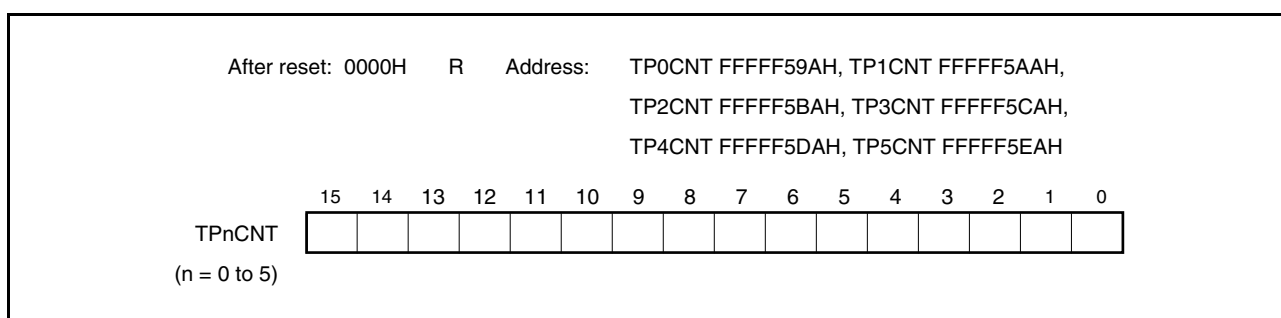 After reset: 0000H R Address: TP0CNT FFFFF59AH, TP1CNT FFFFF5AAH,
TP2CNT FFFFF5BAH, TP3CNT FFFFF5CAH,
TP4CNT FFFFF5DAH, TP5CNT FFFFF5EAH
15 14 13 12 11 10 9 8 7 6 5 4 3 2 1 0
TPnCNT
(n = 0 to 5)